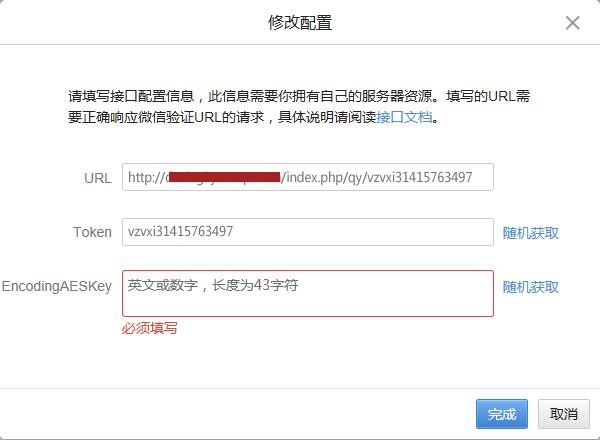 修改配置
请填写接口配置信息，此信息需要你拥有自己的服务器资源。填写的URL需
要正确响应微信验证URL的请求，具体说明请阅读接口文档。
URL http:// /index.php/qy/vzvxi31415763497
Token vzvxi31415763497 随机获取
EncodingAESKey 英文或数字，长度为43字符 随机获取
必须填写
完成 取消